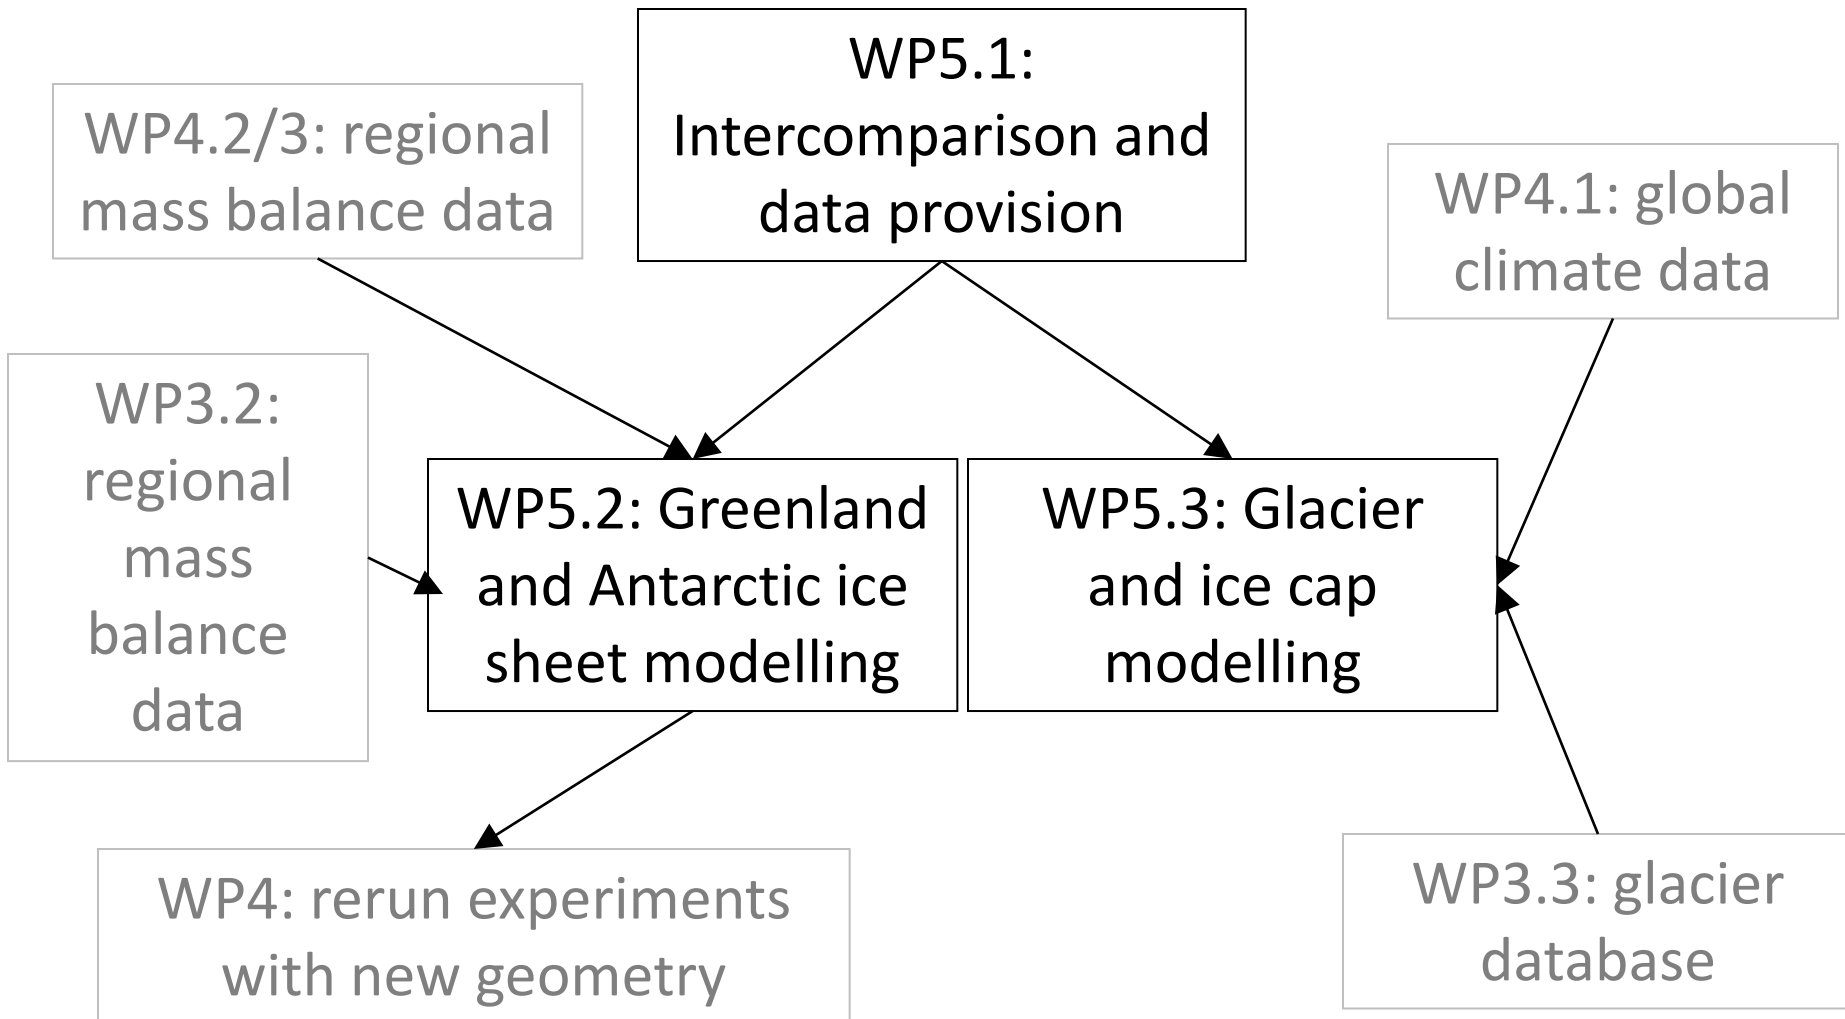 WP5.1:
Intercomparison and
data provision
WP4.2/3: regional
mass balance data
WP4.1: global
climate data
WP3.2:
regional
mass
balance
data
WP5.2: Greenland
and Antarctic ice
sheet modelling
WP5.3: Glacier
and ice cap
modelling
WP4: rerun experiments
with new geometry
WP3.3: glacier
database